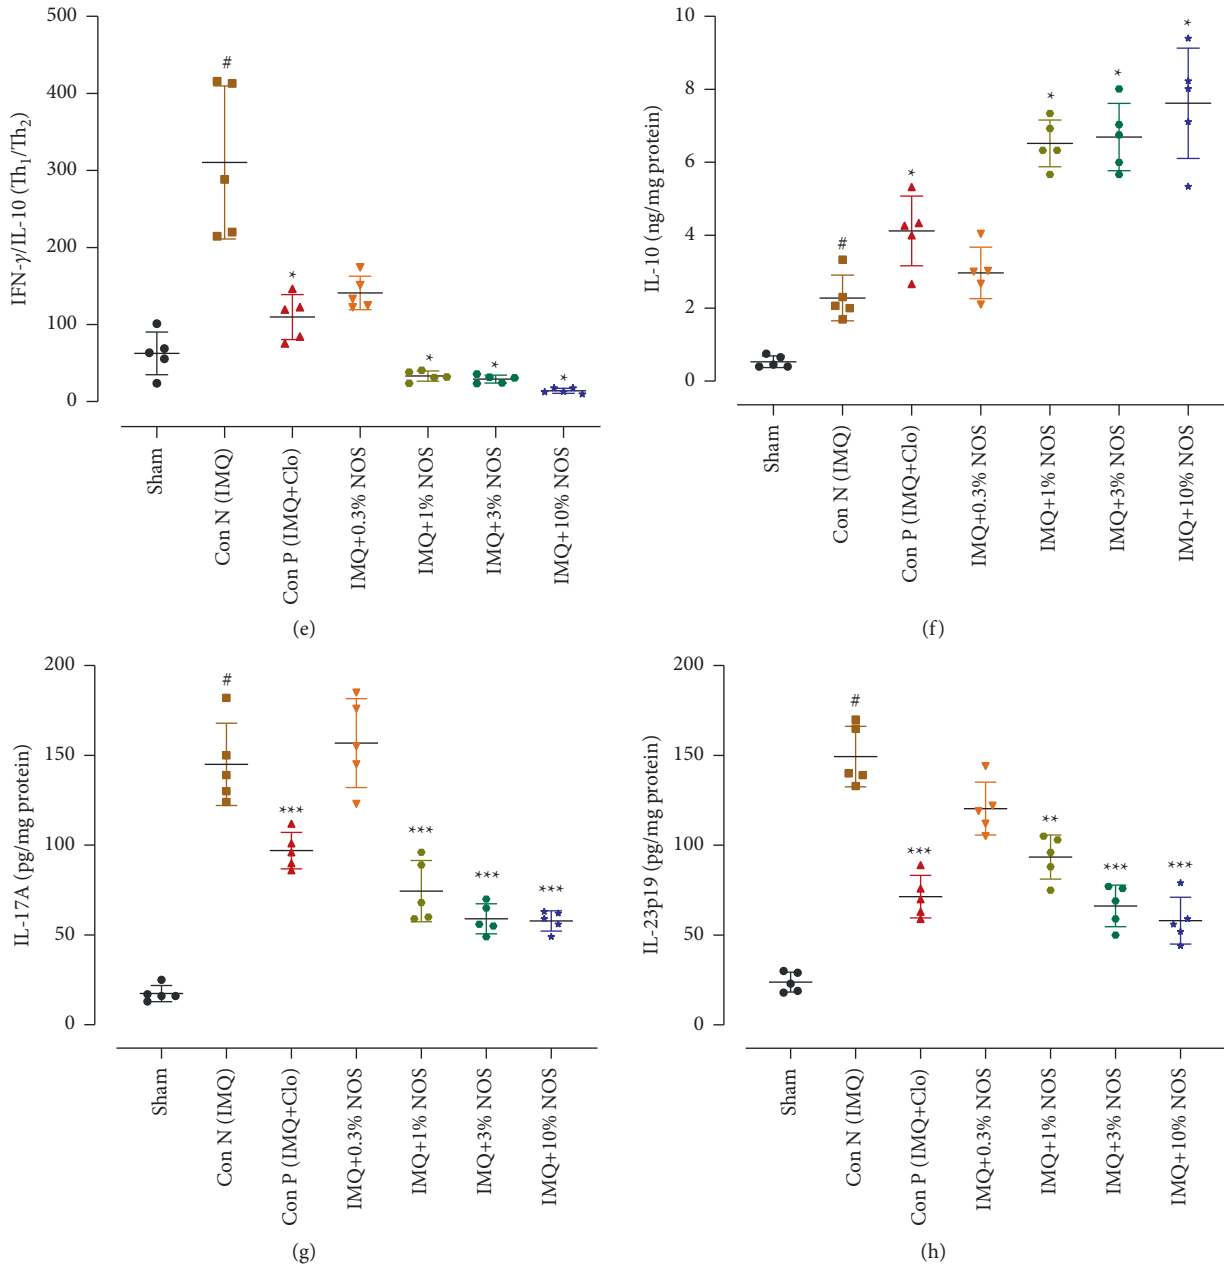 500
400
300
200
100
0
IFN-γ/IL-10 (Th₁/Th₂)
#
*
*
*
*
Sham
Con N (IMQ)
Con P (IMQ+Clo)
IMQ+0.3% NOS
IMQ+1% NOS
IMQ+3% NOS
IMQ+10% NOS
(e)
10
8
6
4
2
0
IL-10 (ng/mg protein)
#
*
*
*
*
Sham
Con N (IMQ)
Con P (IMQ+Clo)
IMQ+0.3% NOS
IMQ+1% NOS
IMQ+3% NOS
IMQ+10% NOS
(f)
200
150
100
50
0
IL-17A (pg/mg protein)
#
***
***
***
***
Sham
Con N (IMQ)
Con P (IMQ+Clo)
IMQ+0.3% NOS
IMQ+1% NOS
IMQ+3% NOS
IMQ+10% NOS
(g)
200
150
100
50
0
IL-23p19 (pg/mg protein)
#
***
**
***
***
Sham
Con N (IMQ)
Con P (IMQ+Clo)
IMQ+0.3% NOS
IMQ+1% NOS
IMQ+3% NOS
IMQ+10% NOS
(h)